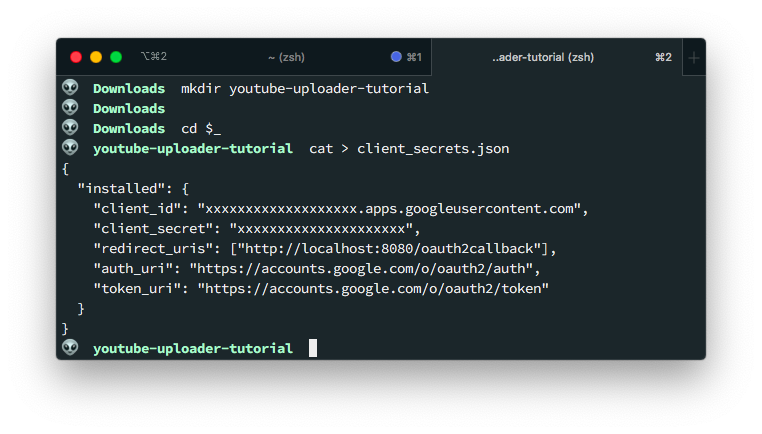 ⌥⌘2 ~ (zsh) ⌘1 ..ader-tutorial (zsh) ⌘2 +
👽 Downloads mkdir youtube-uploader-tutorial
👽 Downloads
👽 Downloads cd $_
👽 youtube-uploader-tutorial cat > client_secrets.json
{
  "installed": {
    "client_id": "xxxxxxxxxxxxxxxxxxx.apps.googleusercontent.com",
    "client_secret": "xxxxxxxxxxxxxxxxxxxxx",
    "redirect_uris": ["http://localhost:8080/oauth2callback"],
    "auth_uri": "https://accounts.google.com/o/oauth2/auth",
    "token_uri": "https://accounts.google.com/o/oauth2/token"
  }
}
👽 youtube-uploader-tutorial